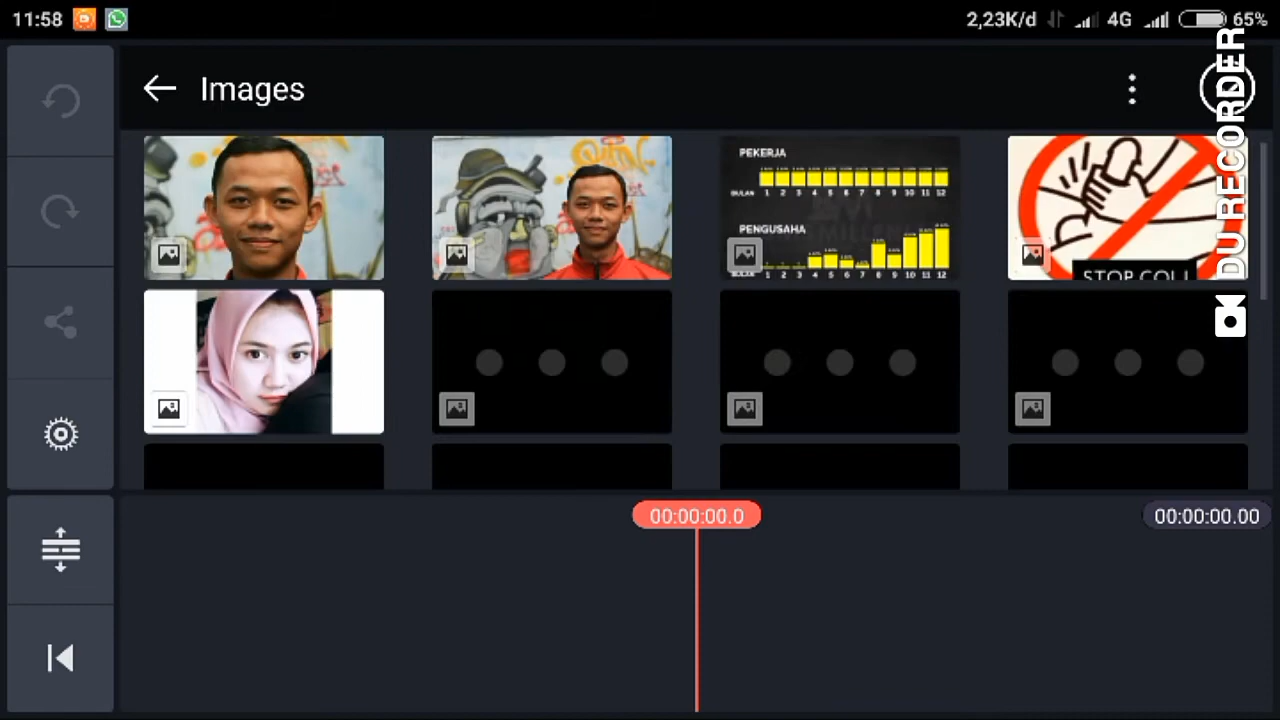 11:58
2,23K/d
4G
65%
Images
DU RECORDER
PEKERJA
BULAN
1 2 3 4 5 6 7 8 9 10 11 12
PENGUSAHA
1 2 3 4 5 6 7 8 9 10 11 12
STOP COLI
00:00:00.0
00:00:00.00